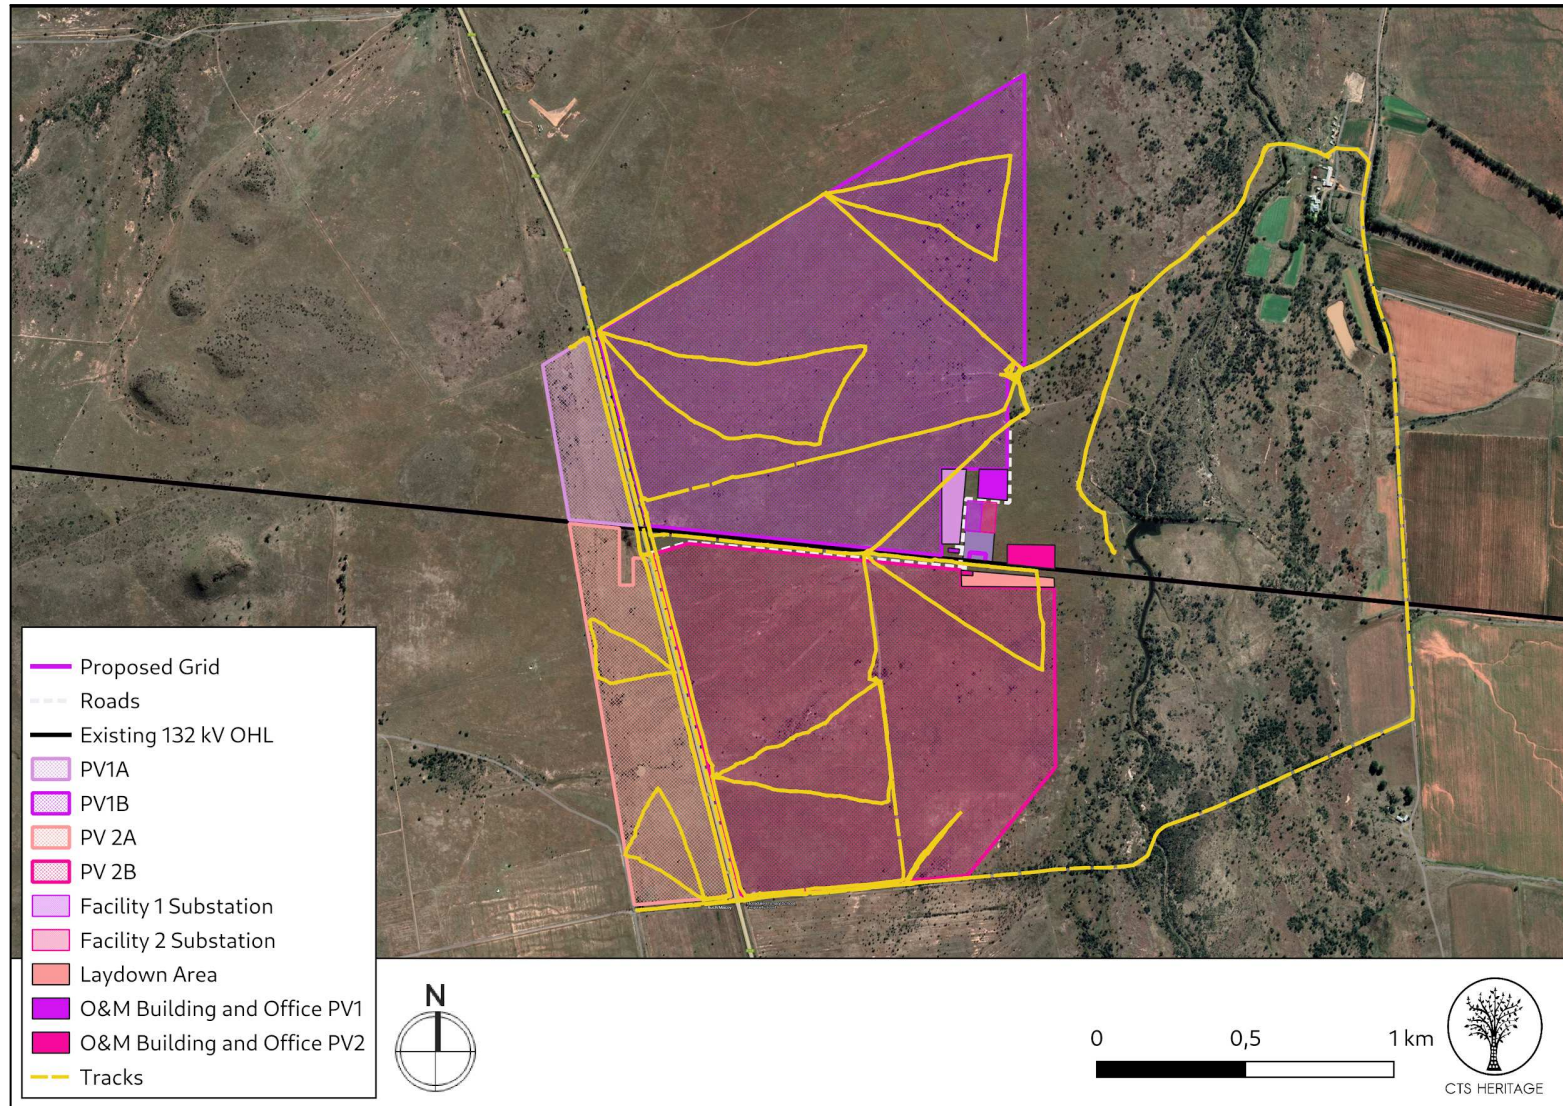 Proposed Grid
Roads
Existing 132 kV OHL
PV1A
PV1B
PV 2A
PV 2B
Facility 1 Substation
Facility 2 Substation
Laydown Area
O&M Building and Office PV1
O&M Building and Office PV2
Tracks
N
0 0,5 1 km
CTS HERITAGE